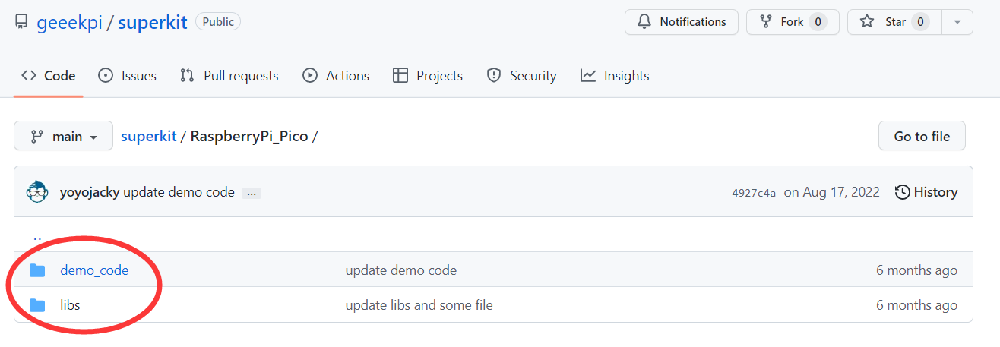 geeekpi / superkit Public Notifications Fork 0 Star 0
Code Issues Pull requests Actions Projects Security Insights
main superkit / RaspberryPi_Pico / Go to file
yoyojacky update demo code ... 4927c4a on Aug 17, 2022 History
..
demo_code update demo code 6 months ago
libs update libs and some file 6 months ago